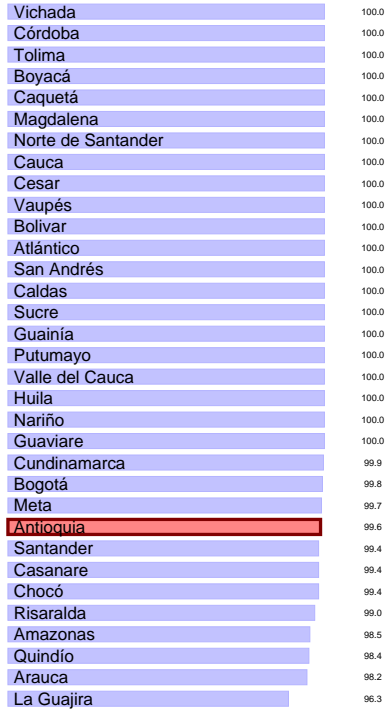 Vichada 100.0
Córdoba 100.0
Tolima 100.0
Boyacá 100.0
Caquetá 100.0
Magdalena 100.0
Norte de Santander 100.0
Cauca 100.0
Cesar 100.0
Vaupés 100.0
Bolivar 100.0
Atlántico 100.0
San Andrés 100.0
Caldas 100.0
Sucre 100.0
Guainía 100.0
Putumayo 100.0
Valle del Cauca 100.0
Huila 100.0
Nariño 100.0
Guaviare 100.0
Cundinamarca 99.9
Bogotá 99.8
Meta 99.7
Antioquia 99.6
Santander 99.4
Casanare 99.4
Chocó 99.4
Risaralda 99.0
Amazonas 98.5
Quindío 98.4
Arauca 98.2
La Guajira 96.3